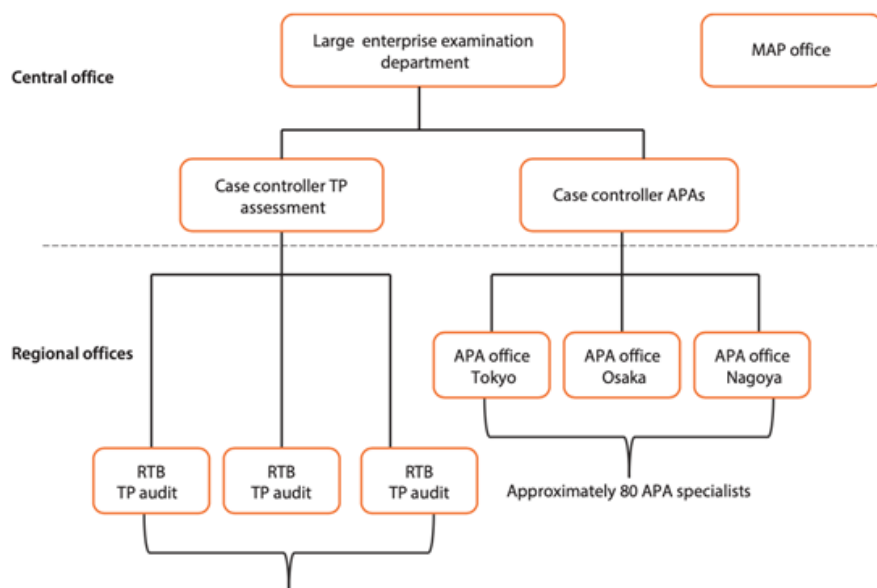 Large enterprise examination
department
MAP office
Central office
Case controller TP
assessment
Case controller APAs
Regional offices
APA office
Tokyo
APA office
Osaka
APA office
Nagoya
RTB
TP audit
RTB
TP audit
RTB
TP audit
Approximately 80 APA specialists